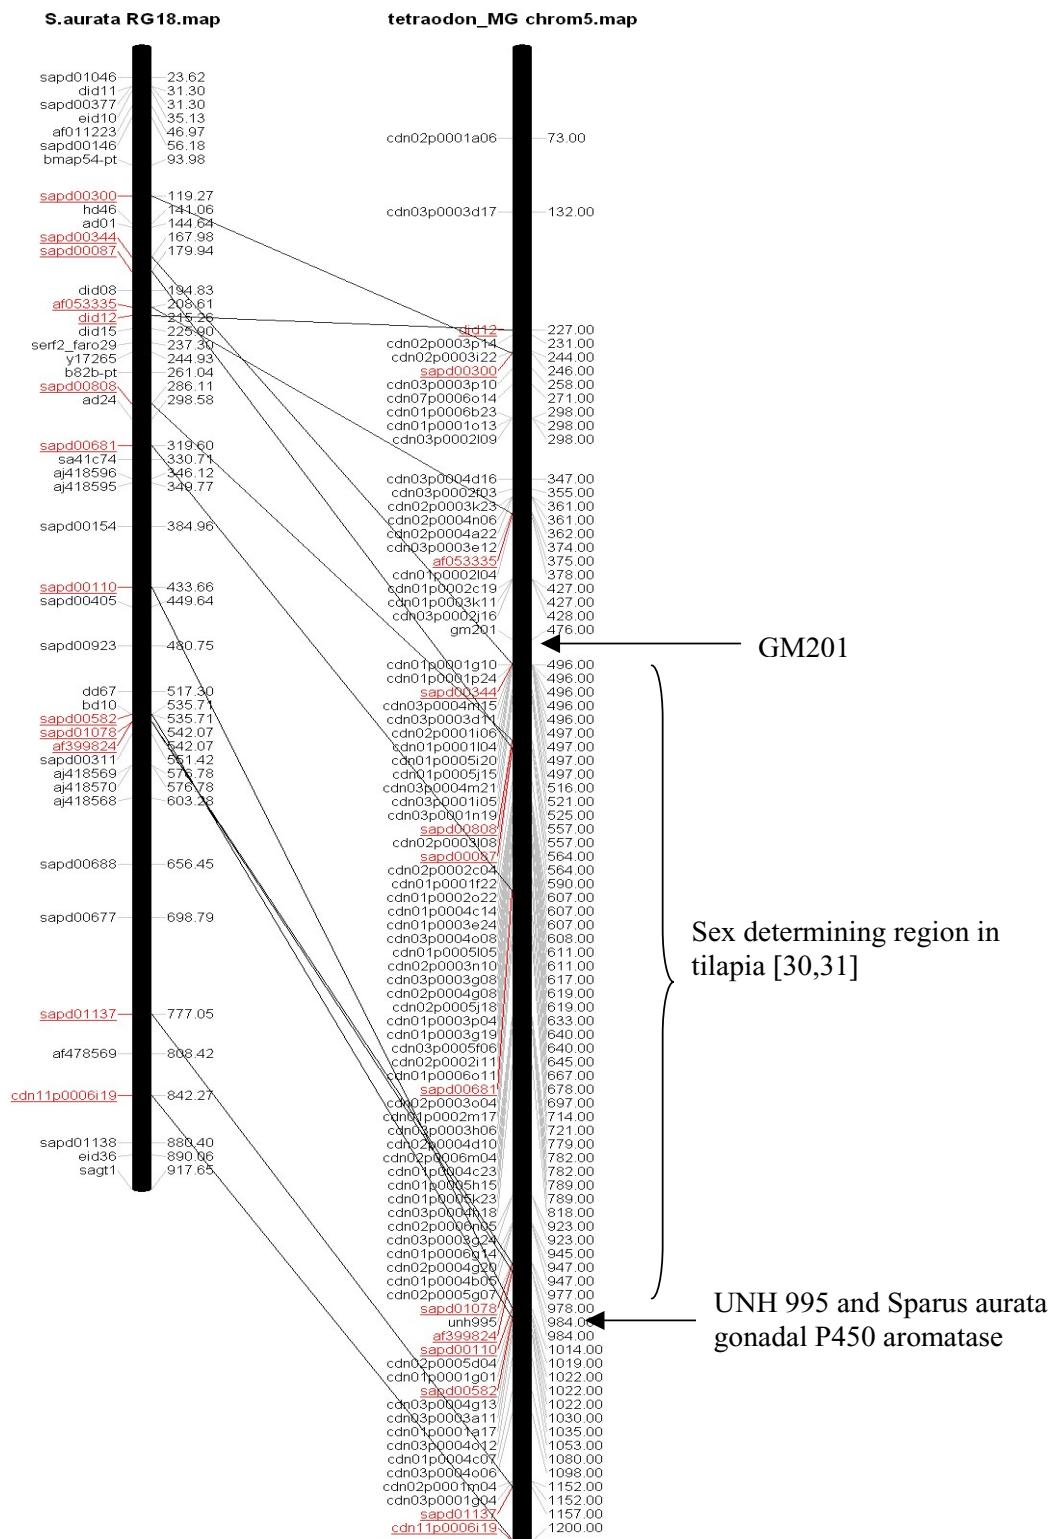 S.aurata RG18.map
sapd01046 23.62
did11 31.30
sapd00377 31.30
eid10 35.13
af011223 46.97
sapd00146 56.18
bmap54-pt 93.98
sapd00300 119.27
hd46 141.06
ad01 144.64
sapd00344 167.98
sapd00087 179.94
did08 194.83
af053335 208.61
did12 215.26
did15 225.90
serf2_faro29 237.30
y17265 244.93
b82b-pt 261.04
sapd00808 286.11
ad24 298.58
sapd00681 319.60
sa41c74 330.71
aj418596 346.12
aj418595 349.77
sapd00154 384.96
sapd00110 433.66
sapd00405 449.64
sapd00923 480.75
dd67 517.30
bd10 535.71
sapd00582 535.71
sapd01078 542.07
af399824 542.07
sapd00311 551.42
aj418569 576.78
aj418570 576.78
aj418568 603.28
sapd00688 656.45
sapd00677 698.79
sapd01137 777.05
af478569 808.42
cdn11p0006i19 842.27
sapd01138 880.40
eid36 890.06
sagt1 917.65
tetraodon_MG chrom5.map
cdn02p0001a06 73.00
cdn03p0003d17 132.00
did12 227.00
cdn02p0003p14 231.00
cdn02p0003i22 244.00
sapd00300 246.00
cdn03p0003p10 258.00
cdn07p0006o14 271.00
cdn01p0006b23 298.00
cdn01p0001o13 298.00
cdn03p0002l09 298.00
cdn03p0004d16 347.00
cdn03p0002f03 355.00
cdn02p0003k23 361.00
cdn02p0004n06 361.00
cdn02p0004a22 362.00
cdn03p0003e12 374.00
af053335 375.00
cdn01p0002l04 378.00
cdn01p0002c19 427.00
cdn01p0003k11 427.00
cdn03p0002j16 428.00
gm201 476.00
cdn01p0001g10 496.00
cdn01p0001p24 496.00
sapd00344 496.00
cdn03p0004m15 496.00
cdn03p0003d11 496.00
cdn02p0001i06 497.00
cdn01p0001l04 497.00
cdn01p0005i20 497.00
cdn01p0005j15 497.00
cdn03p0004m21 516.00
cdn03p0001i05 521.00
cdn03p0001n19 525.00
sapd00808 557.00
cdn02p0003l08 557.00
sapd00087 564.00
cdn02p0002c04 564.00
cdn01p0001f22 590.00
cdn01p0002o22 607.00
cdn01p0004c14 607.00
cdn01p0003e24 607.00
cdn03p0004o08 608.00
cdn01p0005l05 611.00
cdn02p0003n10 611.00
cdn03p0003g08 617.00
cdn02p0004g08 619.00
cdn02p0005j18 619.00
cdn01p0003p04 633.00
cdn01p0003g19 640.00
cdn03p0005f06 640.00
cdn02p0002i11 645.00
cdn01p0006o11 667.00
sapd00681 678.00
cdn02p0003o04 697.00
cdn01p0002m17 714.00
cdn03p0003h06 721.00
cdn02p0004d10 779.00
cdn02p0006m04 782.00
cdn01p0004c23 782.00
cdn01p0005h15 789.00
cdn01p0005k23 789.00
cdn03p0004h18 818.00
cdn02p0006n05 923.00
cdn03p0003g24 923.00
cdn01p0006g14 945.00
cdn02p0004g20 947.00
cdn01p0004b05 947.00
cdn02p0005g07 977.00
sapd01078 978.00
unh995 984.00
af399824 984.00
sapd00110 1014.00
cdn02p0005d04 1019.00
cdn01p0001g01 1022.00
sapd00582 1022.00
cdn03p0004g13 1022.00
cdn03p0003a11 1030.00
cdn01p0001a17 1035.00
cdn03p0004o12 1053.00
cdn01p0004c07 1080.00
cdn03p0004o06 1098.00
cdn02p0001m04 1152.00
cdn03p0001g04 1152.00
sapd01137 1157.00
cdn11p0006i19 1200.00
GM201
Sex determining region in
tilapia [30,31]
UNH 995 and Sparus aurata
gonadal P450 aromatase